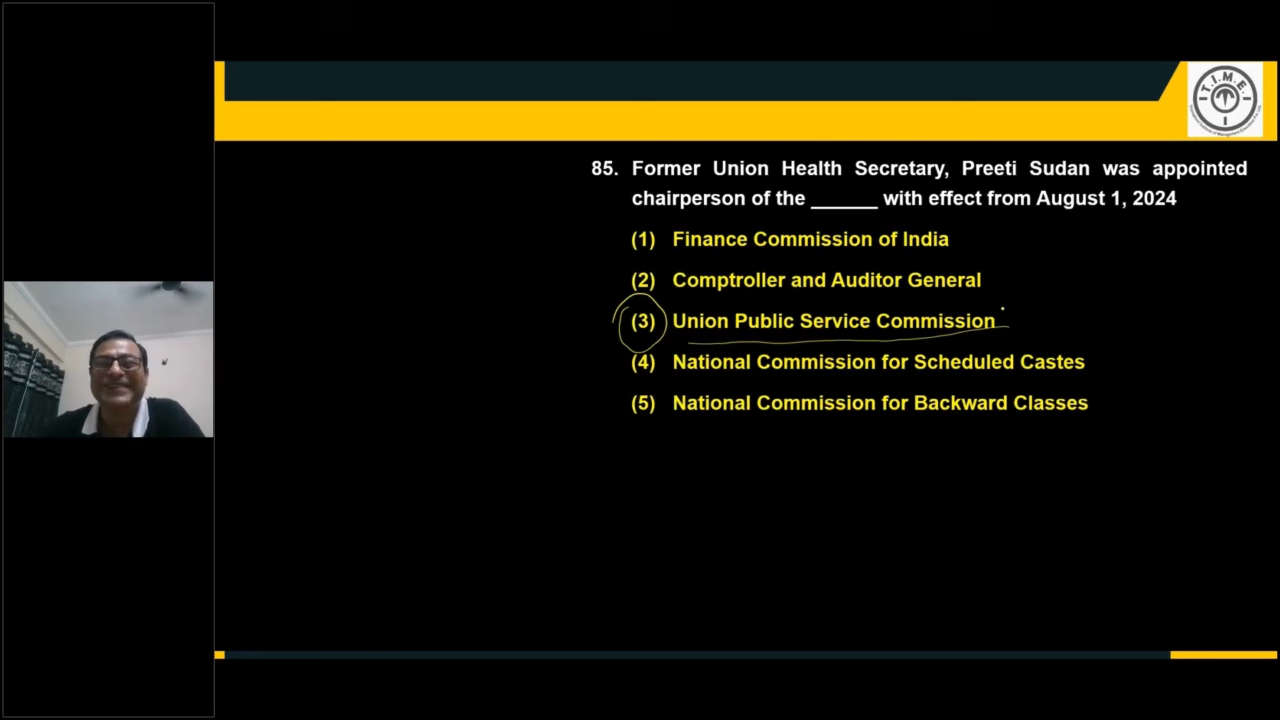 T.I.M.E.
85. Former Union Health Secretary, Preeti Sudan was appointed
chairperson of the ______ with effect from August 1, 2024
(1) Finance Commission of India
(2) Comptroller and Auditor General
(3) Union Public Service Commission
(4) National Commission for Scheduled Castes
(5) National Commission for Backward Classes